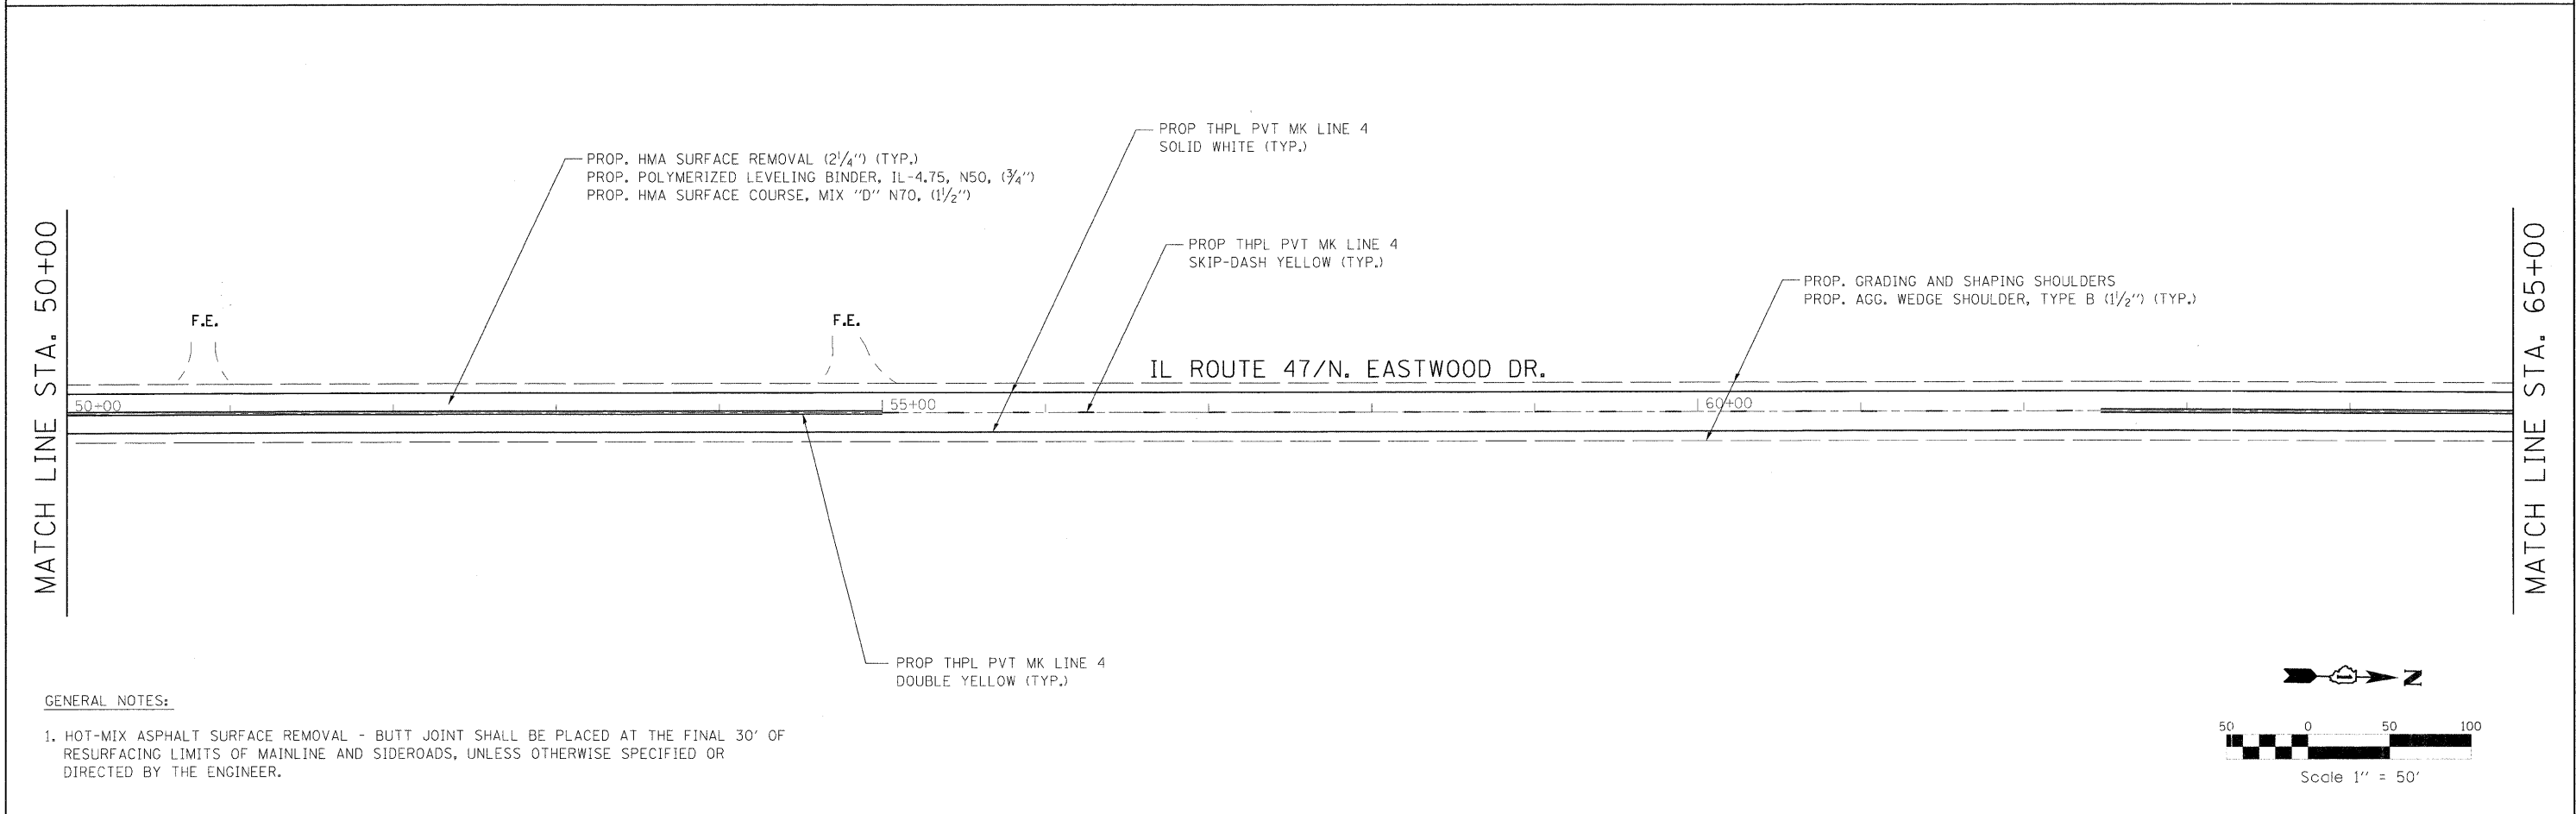 PROP THPL PVT MK LINE 4
SOLID WHITE (TYP.)
PROP. HMA SURFACE REMOVAL (2 1/4") (TYP.)
PROP. POLYMERIZED LEVELING BINDER, IL-4.75, N50, (3/4")
PROP. HMA SURFACE COURSE, MIX "D" N70, (1 1/2")
PROP THPL PVT MK LINE 4
SKIP-DASH YELLOW (TYP.)
PROP. GRADING AND SHAPING SHOULDERS
PROP. AGG. WEDGE SHOULDER, TYPE B (1 1/2") (TYP.)
MATCH LINE STA. 50+00
F.E.
F.E.
IL ROUTE 47/N. EASTWOOD DR.
50+00
55+00
60+00
MATCH LINE STA. 65+00
PROP THPL PVT MK LINE 4
DOUBLE YELLOW (TYP.)
GENERAL NOTES:
1. HOT-MIX ASPHALT SURFACE REMOVAL - BUTT JOINT SHALL BE PLACED AT THE FINAL 30' OF
RESURFACING LIMITS OF MAINLINE AND SIDEROADS, UNLESS OTHERWISE SPECIFIED OR
DIRECTED BY THE ENGINEER.
N
50 0 50 100
Scale 1" = 50'